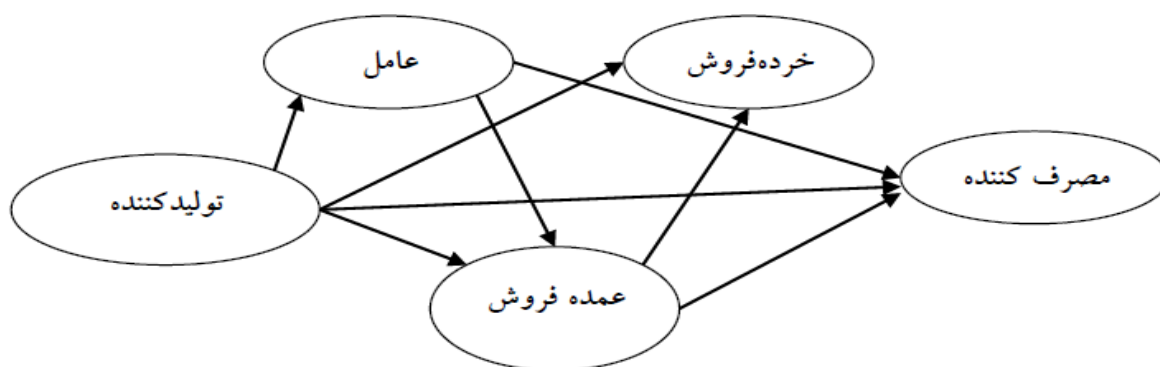 عامل
خرده‌فروش
مصرف کننده
تولیدکننده
عمده فروش